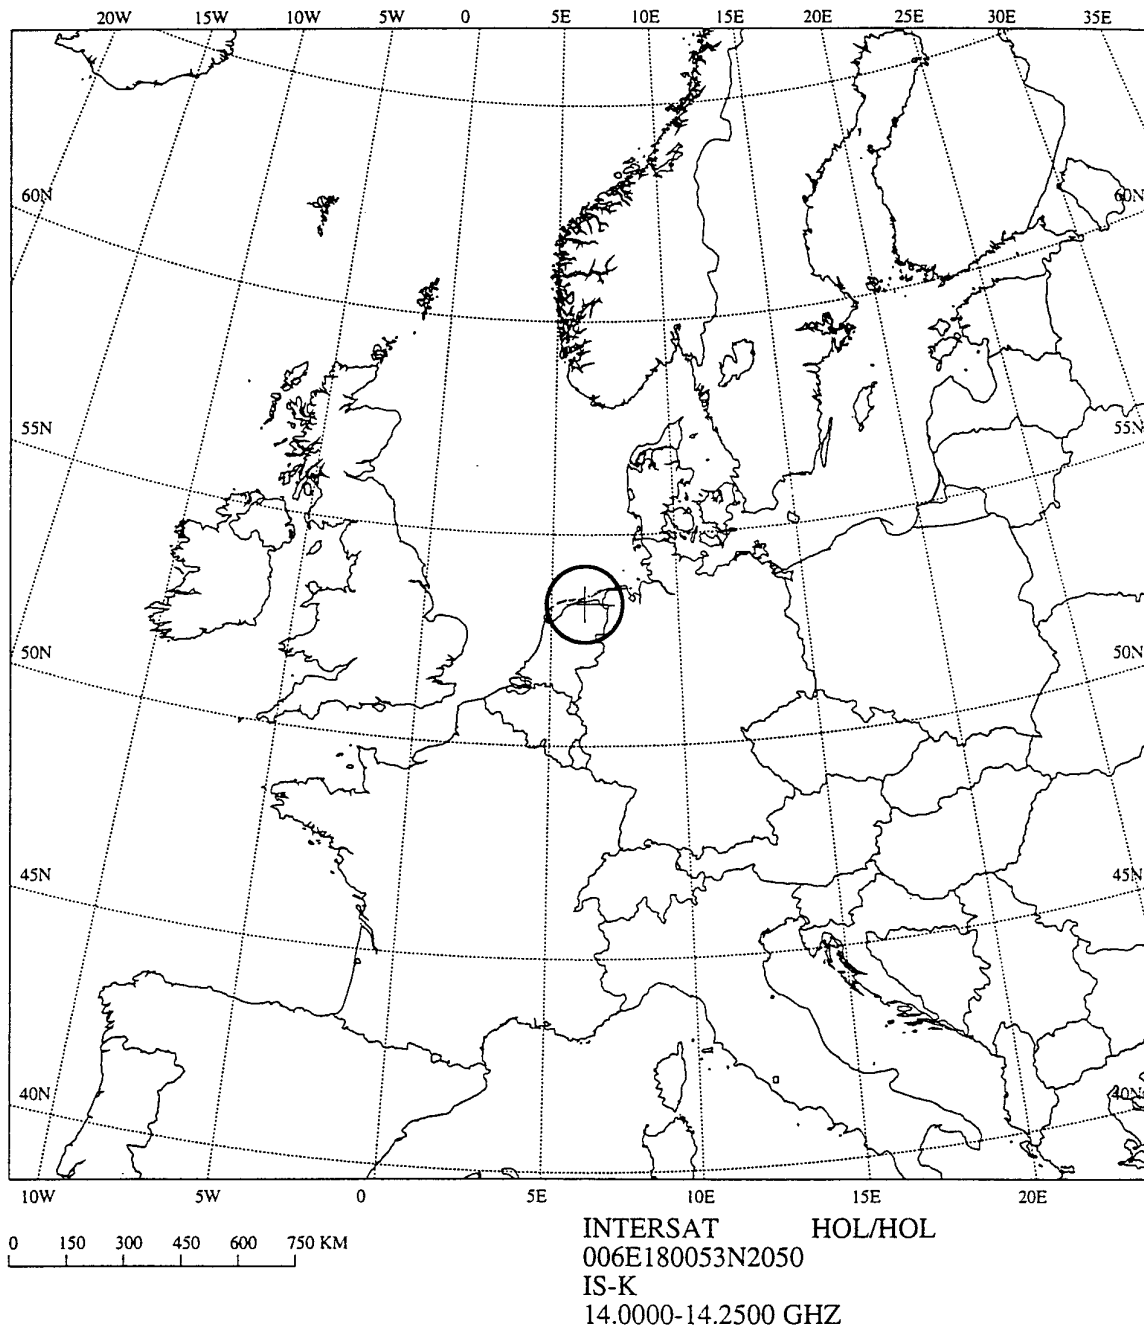 20W 15W 10W 5W 0 5E 10E 15E 20E 25E 30E 35E
60N 60N
55N 55N
50N 50N
45N 45N
40N 40N
10W 5W 0 5E 10E 15E 20E
0 150 300 450 600 750 KM
INTERSAT HOL/HOL
006E180053N2050
IS-K
14.0000-14.2500 GHZ